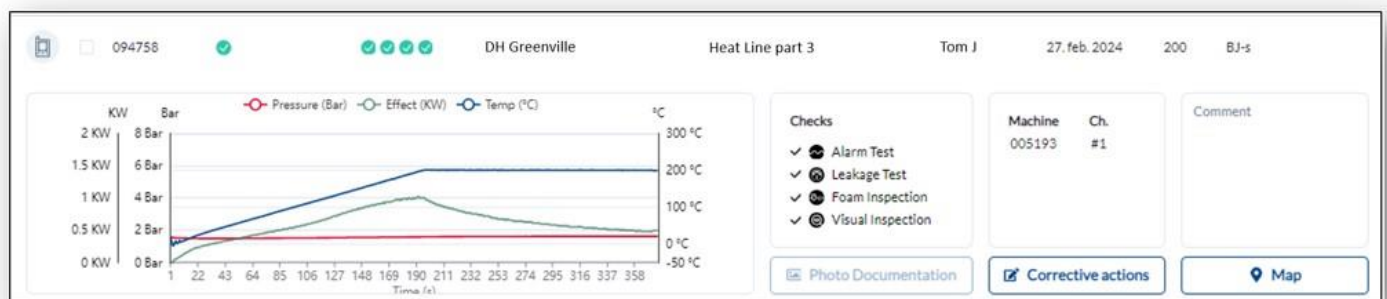 094758 DH Greenville Heat Line part 3 Tom J 27. feb. 2024 200 BJ-s
KW Bar Pressure (Bar) Effect (KW) Temp (°C) °C
2 KW 8 Bar 300 °C
1.5 KW 6 Bar 200 °C
1 KW 4 Bar 100 °C
0.5 KW 2 Bar 0 °C
0 KW 0 Bar -50 °C
1 22 43 64 85 106 127 148 169 190 211 232 253 274 295 316 337 358
Time (s)
Checks
Alarm Test
Leakage Test
Foam Inspection
Visual Inspection
Machine Ch.
005193 #1
Comment
Photo Documentation
Corrective actions
Map